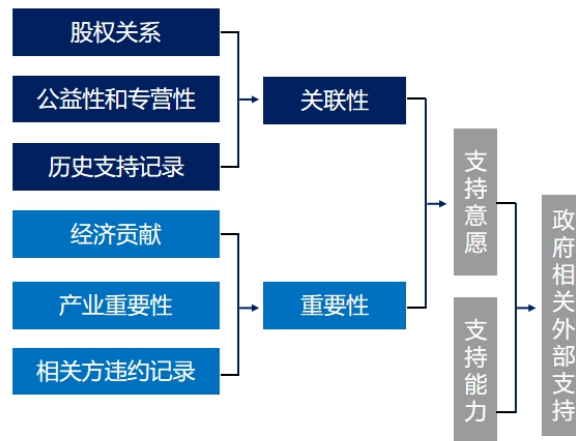 股权关系
公益性和专营性
历史支持记录
关联性
经济贡献
产业重要性
相关方违约记录
重要性
支持意愿
支持能力
政府相关外部支持